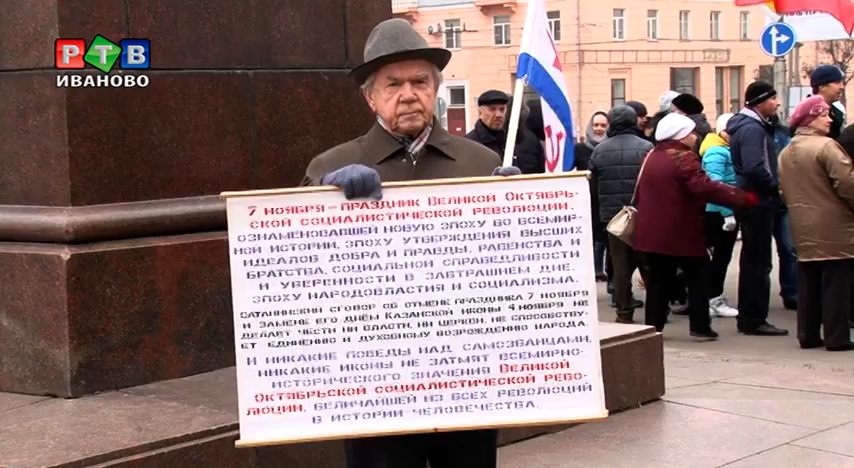 РТВ
ИВАНОВО
7 НОЯБРЯ – ПРАЗДНИК ВЕЛИКОЙ ОКТЯБРЬ-
СКОЙ СОЦИАЛИСТИЧЕСКОЙ РЕВОЛЮЦИИ,
ОЗНАМЕНОВАВШЕЙ НОВУЮ ЭПОХУ ВО ВСЕМИР-
НОЙ ИСТОРИИ, ЭПОХУ УТВЕРЖДЕНИЯ ВЫСШИХ
ИДЕАЛОВ ДОБРА И ПРАВДЫ, РАВЕНСТВА И
БРАТСТВА, СОЦИАЛЬНОЙ СПРАВЕДЛИВОСТИ
И УВЕРЕННОСТИ В ЗАВТРАШНЕМ ДНЕ,
ЭПОХУ НАРОДОВЛАСТИЯ И СОЦИАЛИЗМА.
САТАНИНСКИЙ СГОВОР ОБ ОТМЕНЕ ПРАЗДНИКА 7 НОЯБРЯ
И ЗАМЕНЕ ЕГО ДНЁМ КАЗАНСКОЙ ИКОНЫ 4 НОЯБРЯ НЕ
ДЕЛАЕТ ЧЕСТИ НИ ВЛАСТИ, НИ ЦЕРКВИ, НЕ СПОСОБСТВУ-
ЕТ ЕДИНЕНИЮ И ДУХОВНОМУ ВОЗРОЖДЕНИЮ НАРОДА.
И НИКАКИЕ ПОБЕДЫ НАД САМОЗВАНЦАМИ,
НИКАКИЕ ИКОНЫ НЕ ЗАТМЯТ ВСЕМИРНО-
ИСТОРИЧЕСКОГО ЗНАЧЕНИЯ ВЕЛИКОЙ
ОКТЯБРЬСКОЙ СОЦИАЛИСТИЧЕСКОЙ РЕВО-
ЛЮЦИИ, ВЕЛИЧАЙШЕЙ ИЗ ВСЕХ РЕВОЛЮЦИЙ
В ИСТОРИИ ЧЕЛОВЕЧЕСТВА.